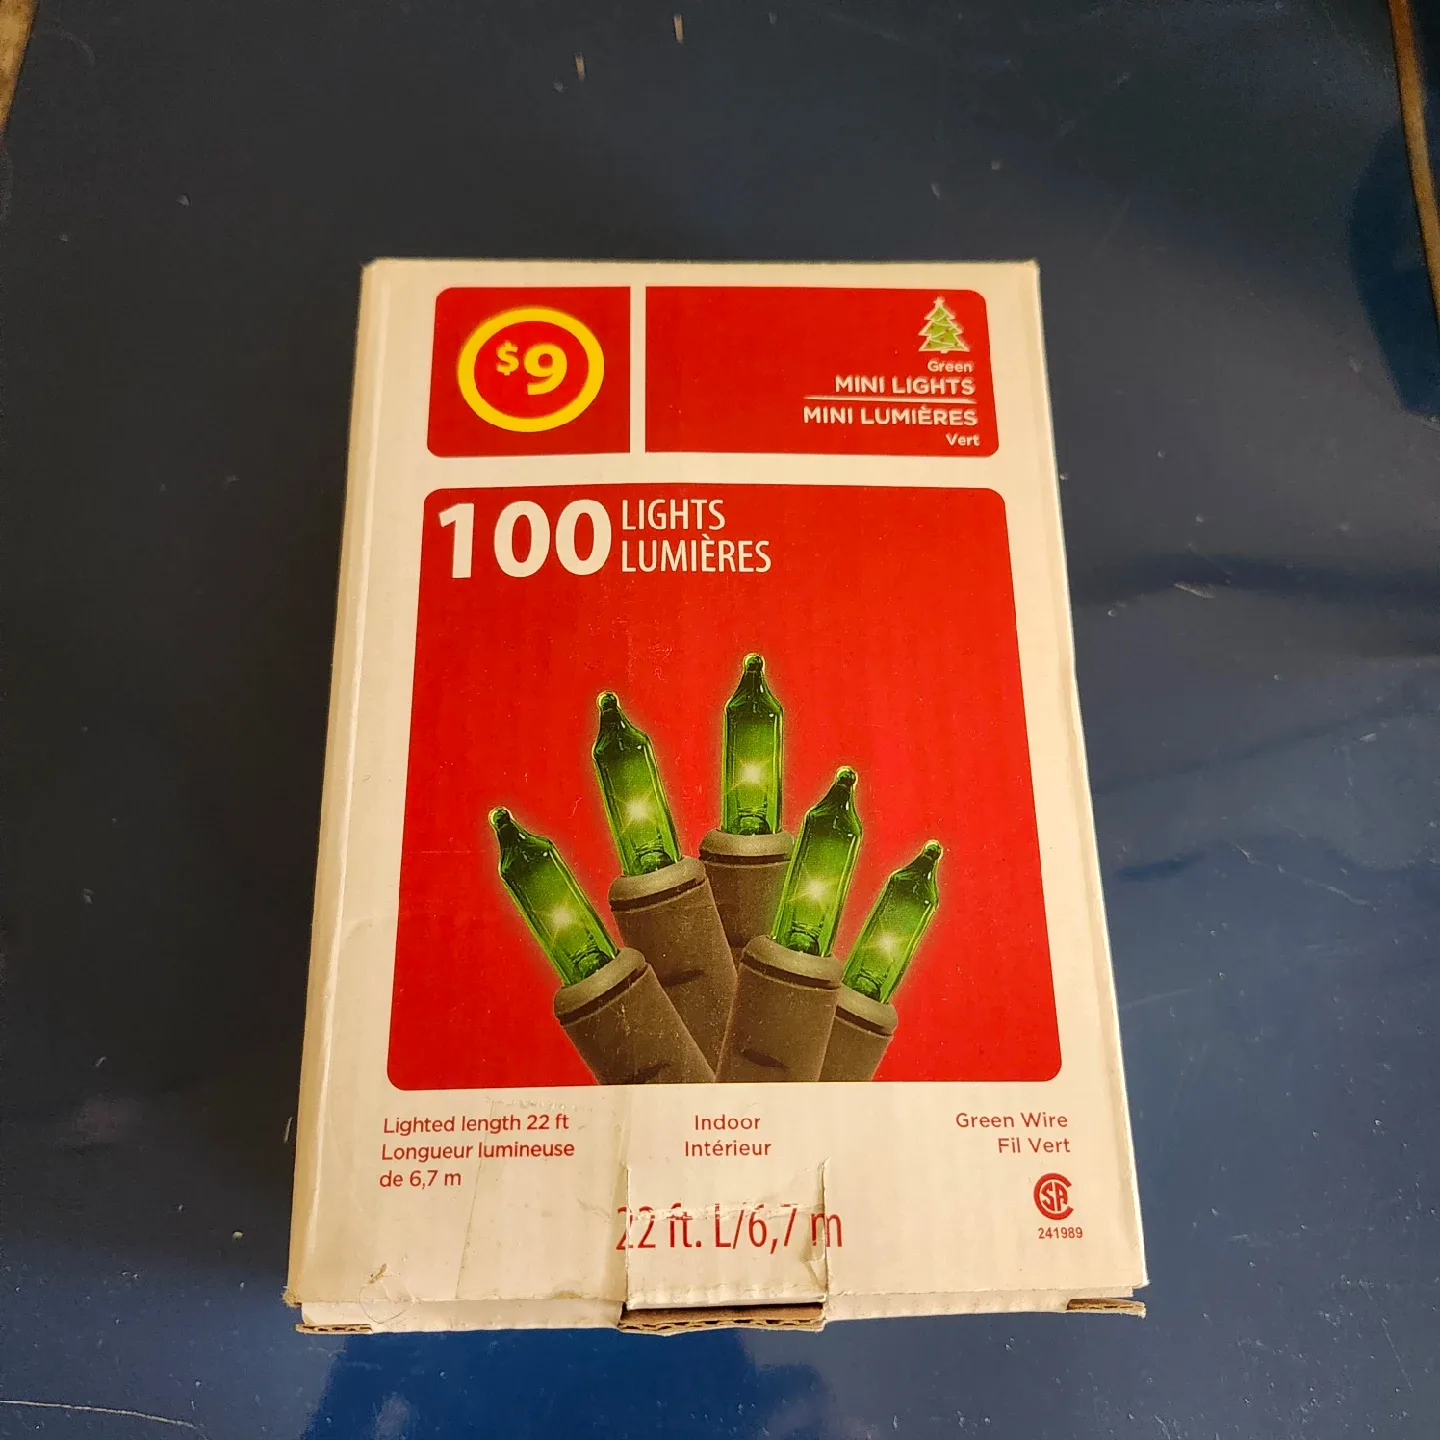 $9
Green
MINI LIGHTS
MINI LUMIÈRES
Vert
100 LIGHTS
LUMIÈRES
Lighted length 22 ft
Longueur lumineuse
de 6,7 m
Indoor
Intérieur
Green Wire
Fil Vert
22 ft. L/6,7 m
CSA
241989